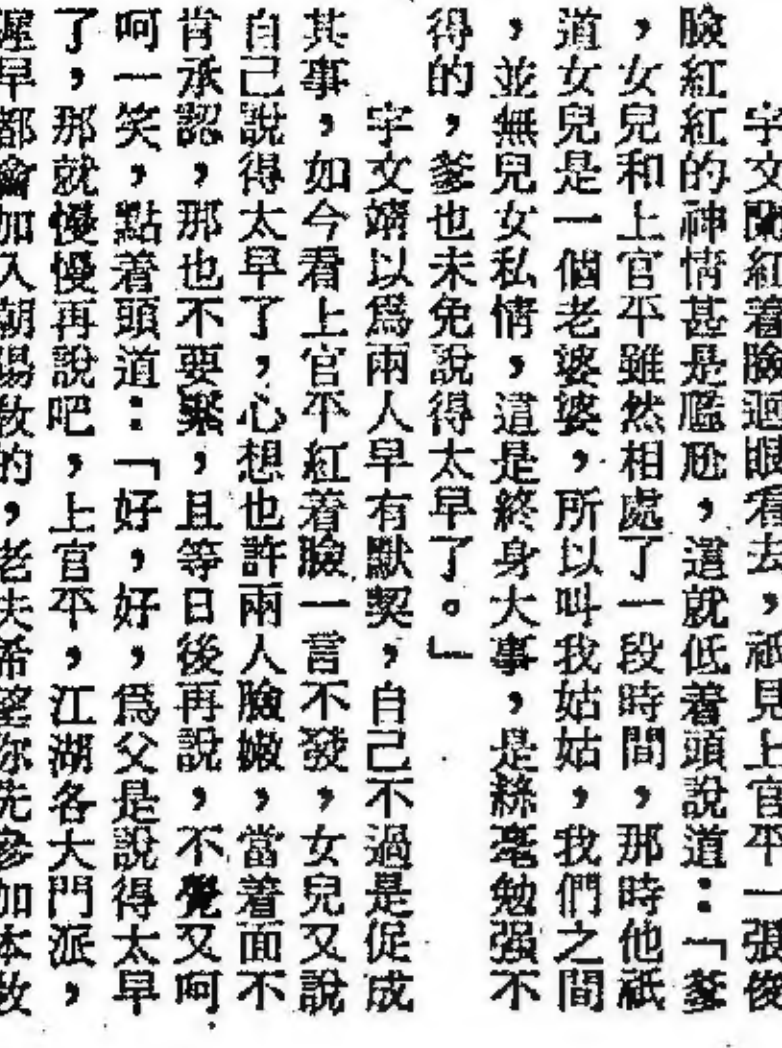 宇文蘭紅着臉迴眼看去，祇見上官平一張俊
臉紅紅的神情甚是尶尬，這就低着頭說道：「爹
，女兒和上官平雖然相處了一段時間，那時他祇
道女兒是一個老婆婆，所以叫我姑姑，我們之間
，並無兒女私情，這是終身大事，是絲毫勉强不
得的，爹也未免說得太早了。」
宇文靖以爲兩人早有默契，自己不過是促成
其事，如今看上官平紅着臉一言不發，女兒又說
自己說得太早了，心想也許兩人臉嫩，當着面不
肯承認，那也不要緊，且等日後再說，不覺又呵
呵一笑，點着頭道：「好，好，爲父是說得太早
了，那就慢慢再說吧，上官平，江湖各大門派，
遲早都會加入朝陽教的，老夫希望你先參加本教